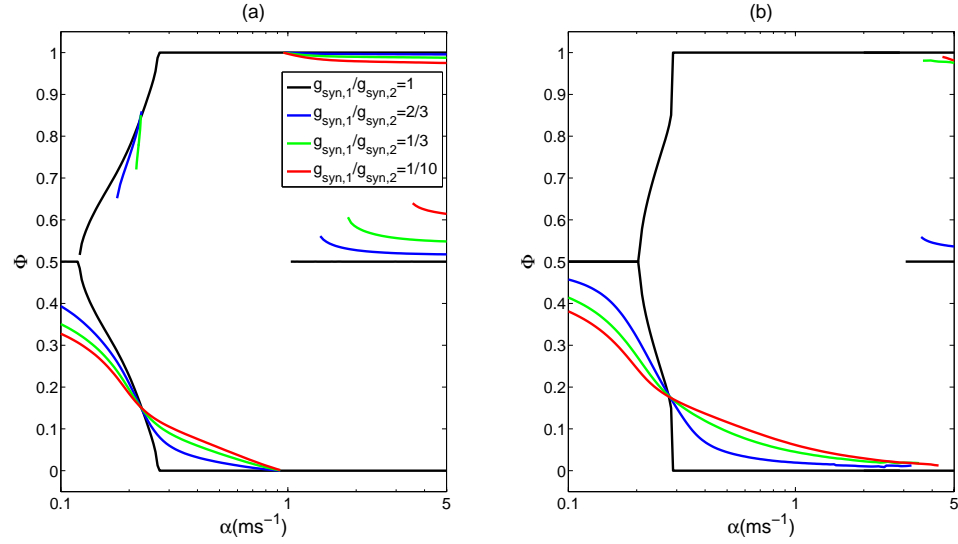 (a)
1
0.9
0.8
0.7
0.6
0.5
0.4
0.3
0.2
0.1
0
Φ
0.1
1
5
α(ms⁻¹)
g_syn,1/g_syn,2=1
g_syn,1/g_syn,2=2/3
g_syn,1/g_syn,2=1/3
g_syn,1/g_syn,2=1/10
(b)
1
0.9
0.8
0.7
0.6
0.5
0.4
0.3
0.2
0.1
0
Φ
0.1
1
5
α(ms⁻¹)